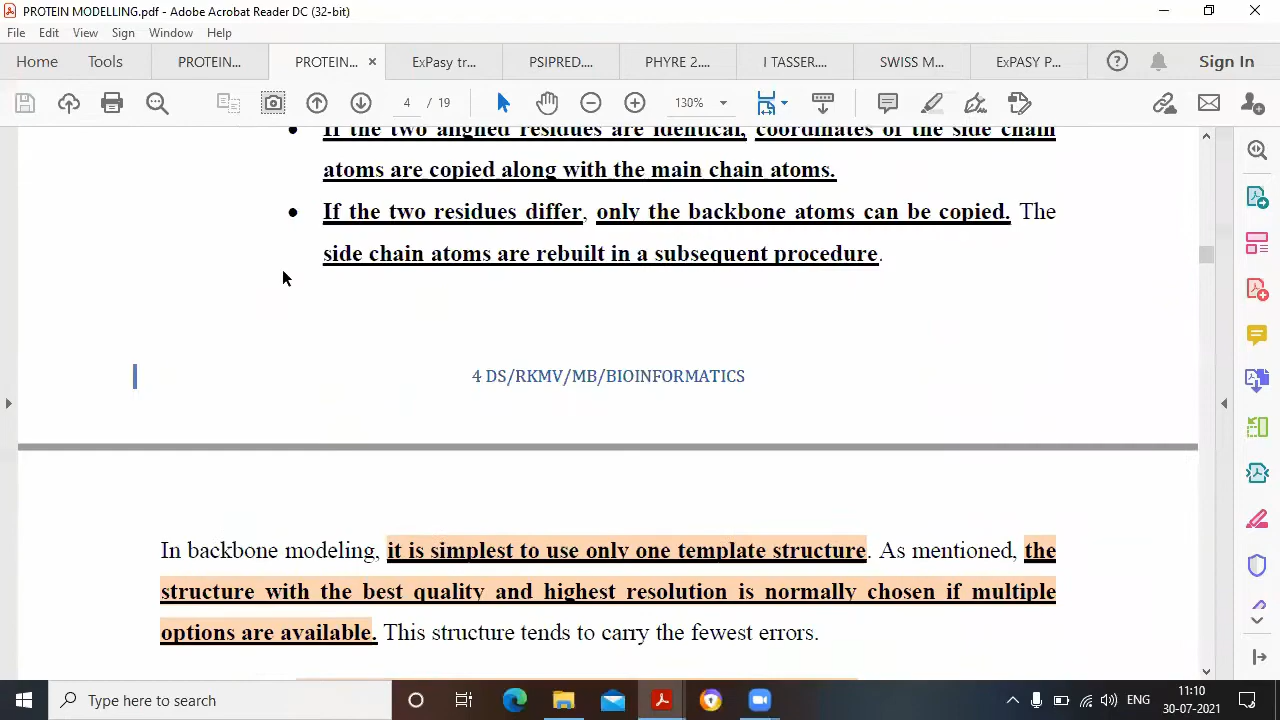 PROTEIN MODELLING.pdf - Adobe Acrobat Reader DC (32-bit)
File Edit View Sign Window Help
Home Tools PROTEIN... PROTEIN... × ExPasy tr... PSIPRED.... PHYRE 2.... I TASSER.... SWISS M... ExPASY P... Sign In
4 / 19 130%
If the two aligned residues are identical, coordinates of the side chain
atoms are copied along with the main chain atoms.
• If the two residues differ, only the backbone atoms can be copied. The
side chain atoms are rebuilt in a subsequent procedure.
4 DS/RKMV/MB/BIOINFORMATICS
In backbone modeling, it is simplest to use only one template structure. As mentioned, the
structure with the best quality and highest resolution is normally chosen if multiple
options are available. This structure tends to carry the fewest errors.
Type here to search
ENG
11:10
30-07-2021